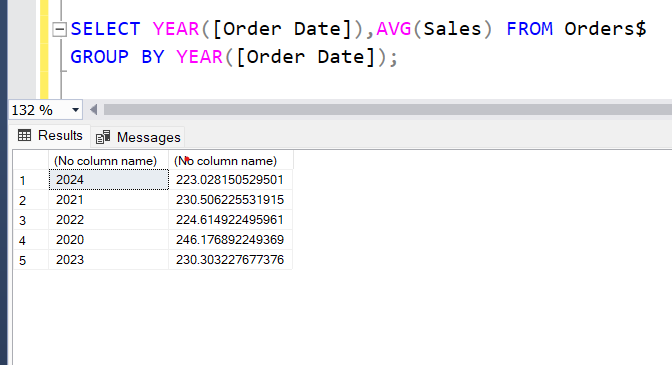 SELECT YEAR([Order Date]),AVG(Sales) FROM Orders$
GROUP BY YEAR([Order Date]);
132 %
Results Messages
(No column name) (No column name)
1 2024 223.028150529501
2 2021 230.506225531915
3 2022 224.614922495961
4 2020 246.176892249369
5 2023 230.303227677376